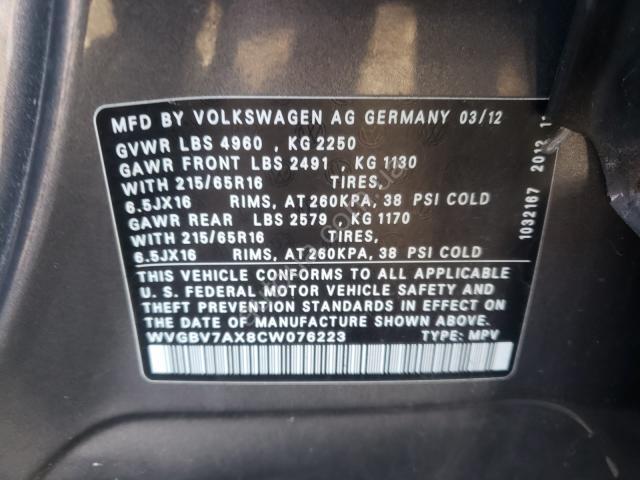 MFD BY VOLKSWAGEN AG GERMANY 03/12
GVWR LBS 4960 , KG 2250
GAWR FRONT LBS 2491 , KG 1130
WITH 215/65R16 TIRES,
6.5JX16 RIMS, AT 260KPA, 38 PSI COLD
GAWR REAR LBS 2579 , KG 1170
WITH 215/65R16 TIRES,
6.5JX16 RIMS, AT 260KPA, 38 PSI COLD
THIS VEHICLE CONFORMS TO ALL APPLICABLE
U. S. FEDERAL MOTOR VEHICLE SAFETY AND
THEFT PREVENTION STANDARDS IN EFFECT ON
THE DATE OF MANUFACTURE SHOWN ABOVE.
WVGBV7AX8CW076223 TYPE: MPV
1032167 2012